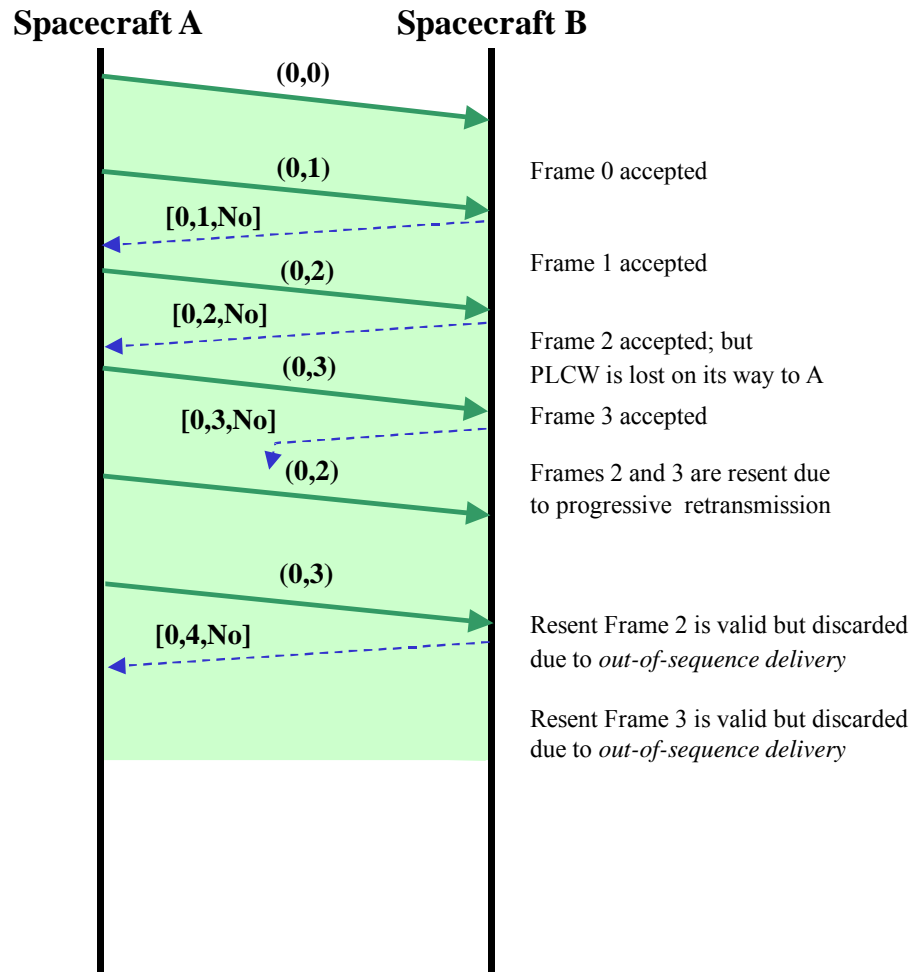 Spacecraft A Spacecraft B
(0,0)
(0,1)
Frame 0 accepted
[0,1,No]
(0,2)
Frame 1 accepted
[0,2,No]
Frame 2 accepted; but
PLCW is lost on its way to A
(0,3)
[0,3,No]
Frame 3 accepted
(0,2)
Frames 2 and 3 are resent due
to progressive retransmission
(0,3)
[0,4,No]
Resent Frame 2 is valid but discarded
due to out-of-sequence delivery
Resent Frame 3 is valid but discarded
due to out-of-sequence delivery